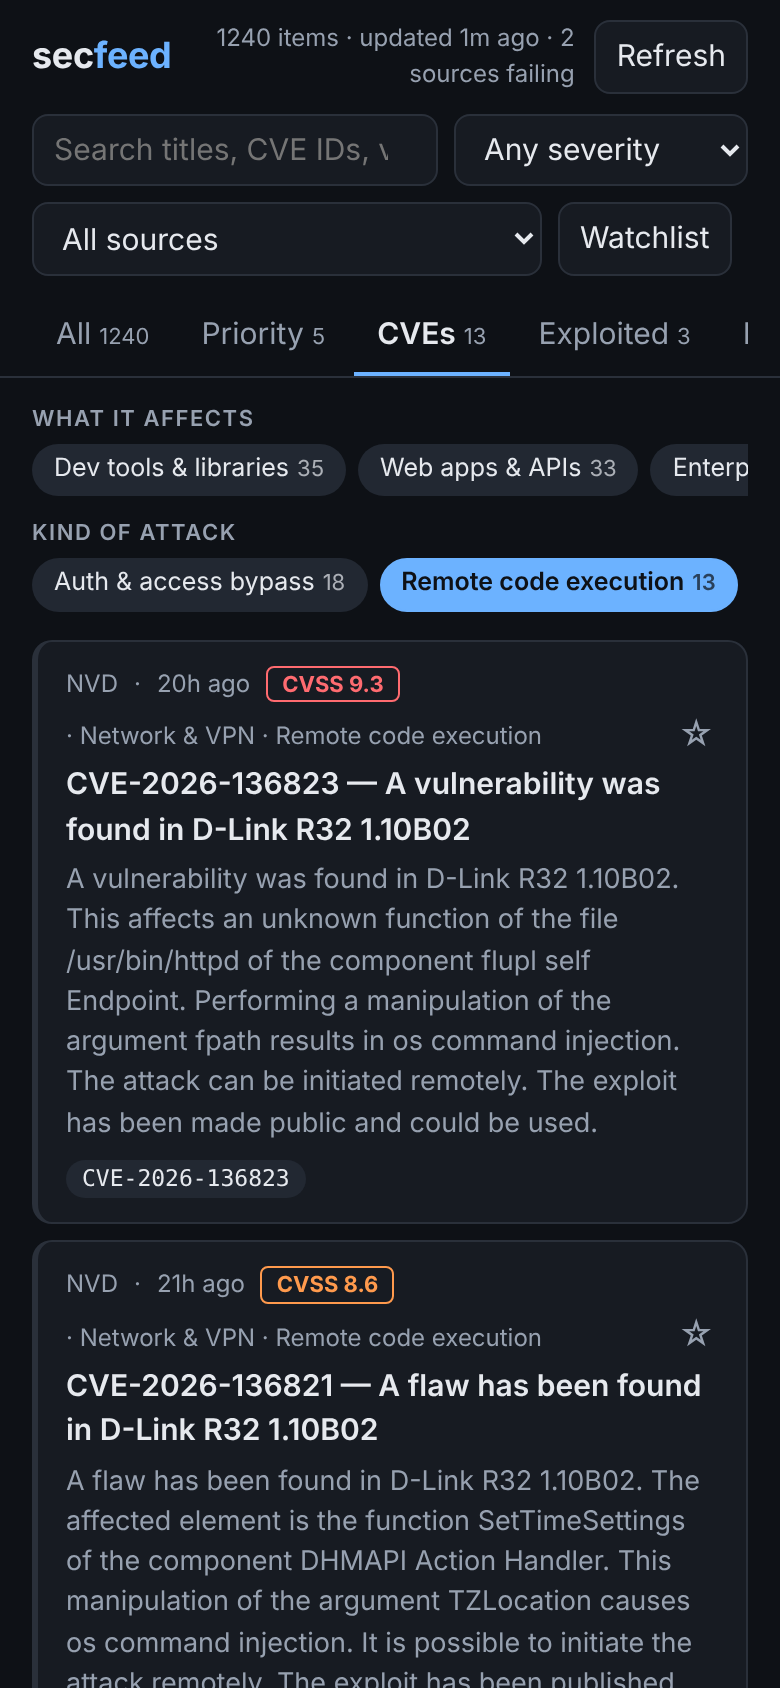 secfeed
1240 items · updated 1m ago · 2
sources failing
Refresh
Search titles, CVE IDs,
Any severity
All sources
Watchlist
All 1240
Priority 5
CVEs 13
Exploited 3
WHAT IT AFFECTS
Dev tools & libraries 35
Web apps & APIs 33
Enterp
KIND OF ATTACK
Auth & access bypass 18
Remote code execution 13
NVD · 20h ago CVSS 9.3
· Network & VPN · Remote code execution ☆
CVE-2026-136823 — A vulnerability was
found in D-Link R32 1.10B02
A vulnerability was found in D-Link R32 1.10B02.
This affects an unknown function of the file
/usr/bin/httpd of the component flupl self
Endpoint. Performing a manipulation of the
argument fpath results in os command injection.
The attack can be initiated remotely. The exploit
has been made public and could be used.
CVE-2026-136823
NVD · 21h ago CVSS 8.6
· Network & VPN · Remote code execution ☆
CVE-2026-136821 — A flaw has been found
in D-Link R32 1.10B02
A flaw has been found in D-Link R32 1.10B02. The
affected element is the function SetTimeSettings
of the component DHMAPI Action Handler. This
manipulation of the argument TZLocation causes
os command injection. It is possible to initiate the
attack remotely. The exploit has been published